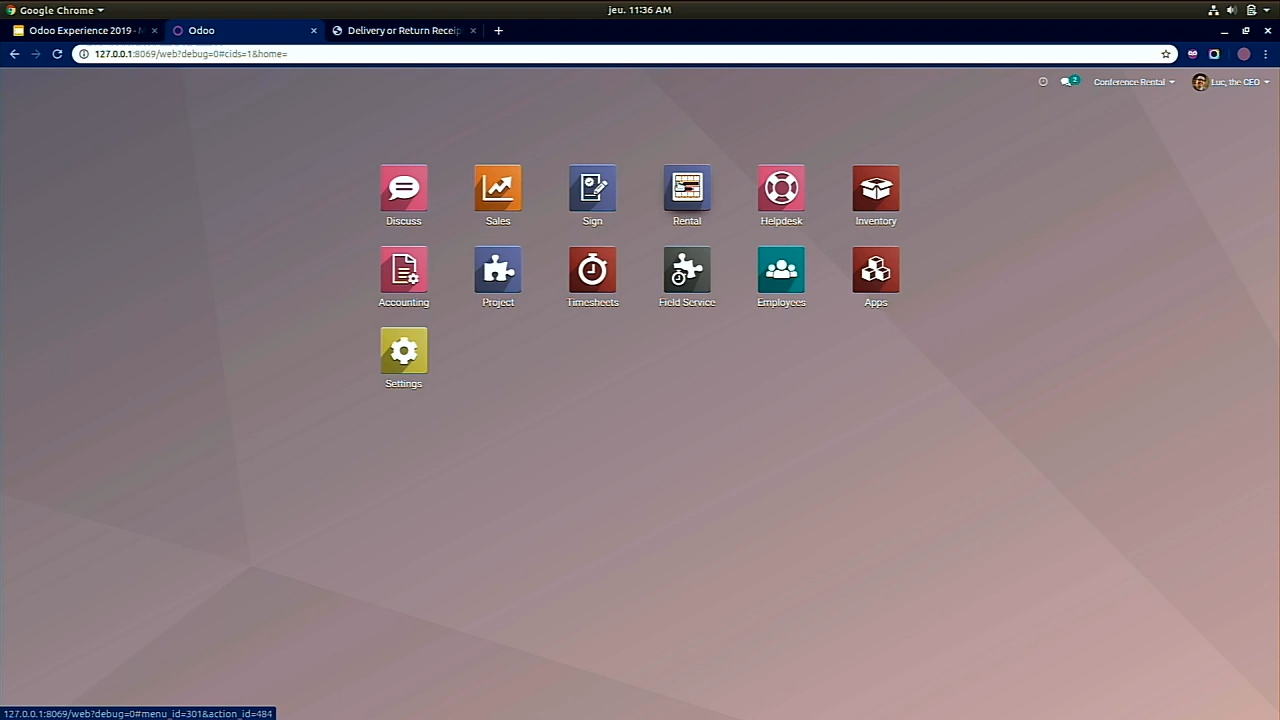 Google Chrome
jeu. 11:36 AM
Odoo Experience 2019 -
Odoo
Delivery or Return Receip
127.0.0.1:8069/web?debug=0#cids=1&home=
2
Conference Rental
Luc, the CEO
Discuss
Sales
Sign
Rental
Helpdesk
Inventory
Accounting
Project
Timesheets
Field Service
Employees
Apps
Settings
127.0.0.1:8069/web?debug=0#menu_id=301&action_id=484